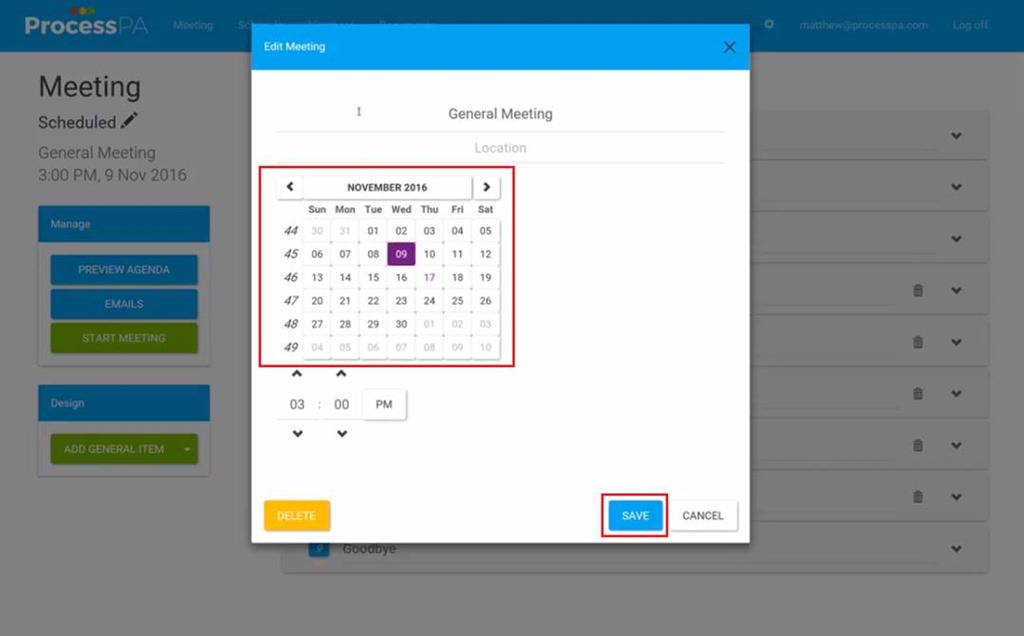 ProcessPA
Meeting
matthew@processpa.com
Log off
Edit Meeting
Meeting
Scheduled
General Meeting
3:00 PM, 9 Nov 2016
Manage
PREVIEW AGENDA
EMAILS
START MEETING
Design
ADD GENERAL ITEM
General Meeting
Location
NOVEMBER 2016
Sun Mon Tue Wed Thu Fri Sat
44 30 31 01 02 03 04 05
45 06 07 08 09 10 11 12
46 13 14 15 16 17 18 19
47 20 21 22 23 24 25 26
48 27 28 29 30 01 02 03
49 04 05 06 07 08 09 10
03 : 00 PM
DELETE
SAVE
CANCEL
Goodbye